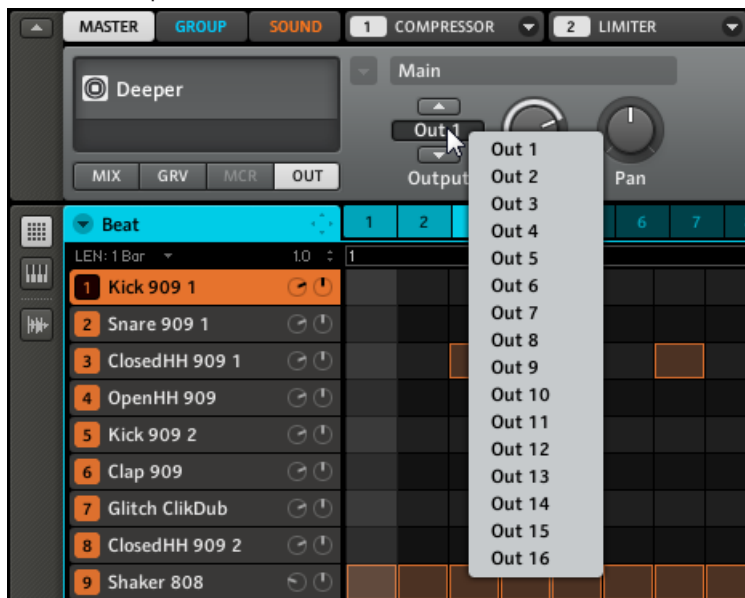 MASTER GROUP SOUND 1 COMPRESSOR 2 LIMITER
Deeper
Main
Out 1
MIX GRV MCR OUT
Output Pan
Out 1
Out 2
Out 3
Out 4
Out 5
Out 6
Out 7
Out 8
Out 9
Out 10
Out 11
Out 12
Out 13
Out 14
Out 15
Out 16
Beat 1 2 6 7
LEN: 1 Bar 1.0 1
1 Kick 909 1
2 Snare 909 1
3 ClosedHH 909 1
4 OpenHH 909
5 Kick 909 2
6 Clap 909
7 Glitch ClikDub
8 ClosedHH 909 2
9 Shaker 808